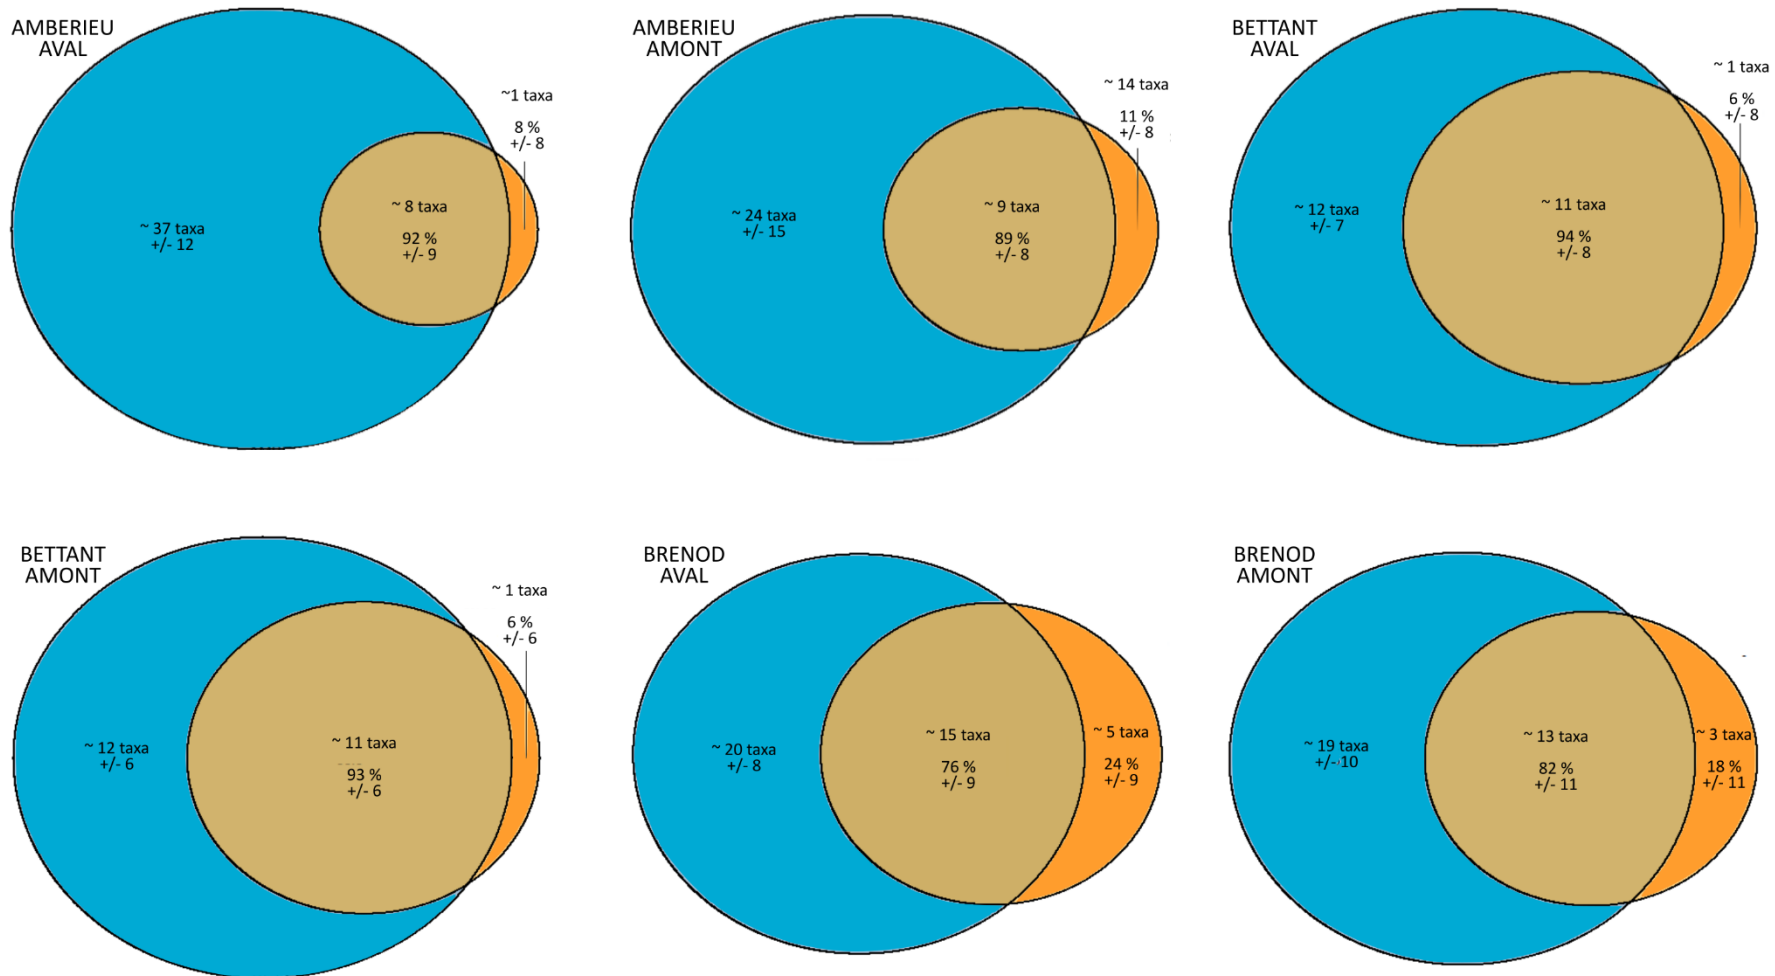 AMBERIEU
AVAL
~1 taxa
8 %
+/- 8
~ 37 taxa
+/- 12
~ 8 taxa
92 %
+/- 9
AMBERIEU
AMONT
~ 14 taxa
11 %
+/- 8
~ 24 taxa
+/- 15
~ 9 taxa
89 %
+/- 8
BETTANT
AVAL
~ 1 taxa
6 %
+/- 8
~ 12 taxa
+/- 7
~ 11 taxa
94 %
+/- 8
BETTANT
AMONT
~ 1 taxa
6 %
+/- 6
~ 12 taxa
+/- 6
~ 11 taxa
93 %
+/- 6
BRENOD
AVAL
~ 20 taxa
+/- 8
~ 15 taxa
76 %
+/- 9
~ 5 taxa
24 %
+/- 9
BRENOD
AMONT
~ 19 taxa
+/- 10
~ 13 taxa
82 %
+/- 11
~ 3 taxa
18 %
+/- 11